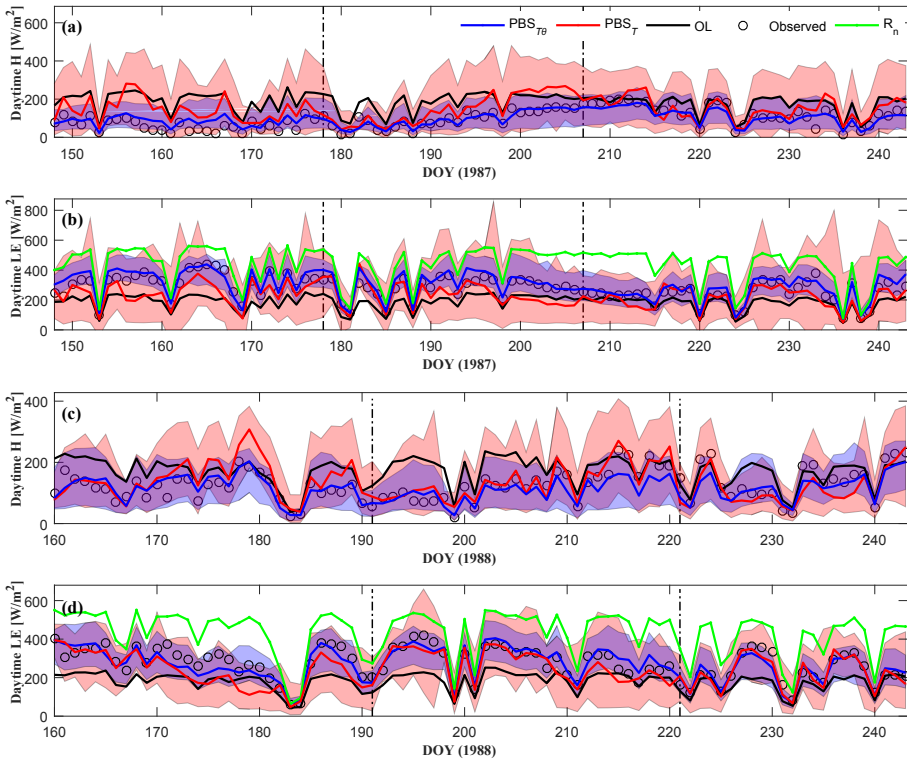 (a)
PBS_Tθ PBS_T OL Observed R_n
Daytime H [W/m²]
600
400
200
0
150 160 170 180 190 200 210 220 230 240
DOY (1987)
(b)
Daytime LE [W/m²]
800
600
400
200
0
150 160 170 180 190 200 210 220 230 240
DOY (1987)
(c)
Daytime H [W/m²]
400
200
0
160 170 180 190 200 210 220 230 240
DOY (1988)
(d)
Daytime LE [W/m²]
600
400
200
0
160 170 180 190 200 210 220 230 240
DOY (1988)